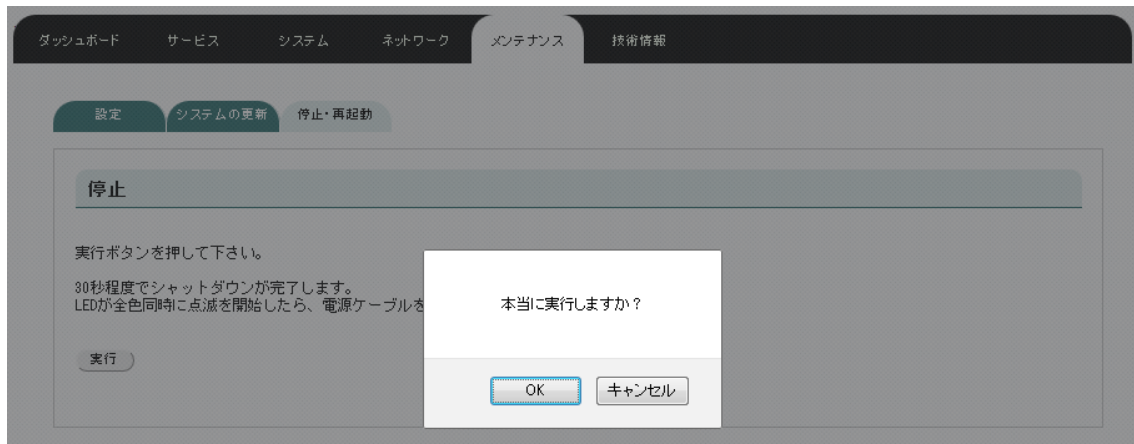 ダッシュボード サービス システム ネットワーク メンテナンス 技術情報
設定 システムの更新 停止・再起動
停止
実行ボタンを押して下さい。
30秒程度でシャットダウンが完了します。
LEDが全色同時に点滅を開始したら、電源ケーブルを
本当に実行しますか？
実行
OK キャンセル